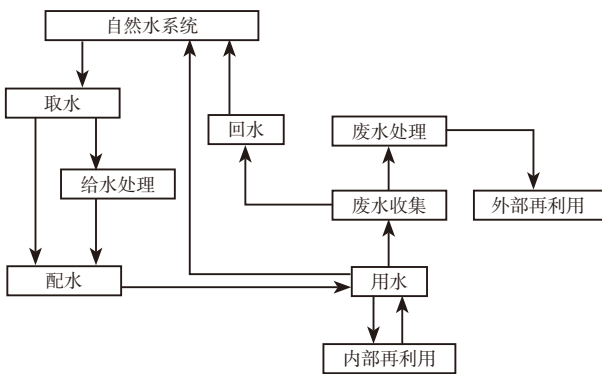 自然水系统
取水
回水
废水处理
给水处理
废水收集
外部再利用
配水
用水
内部再利用